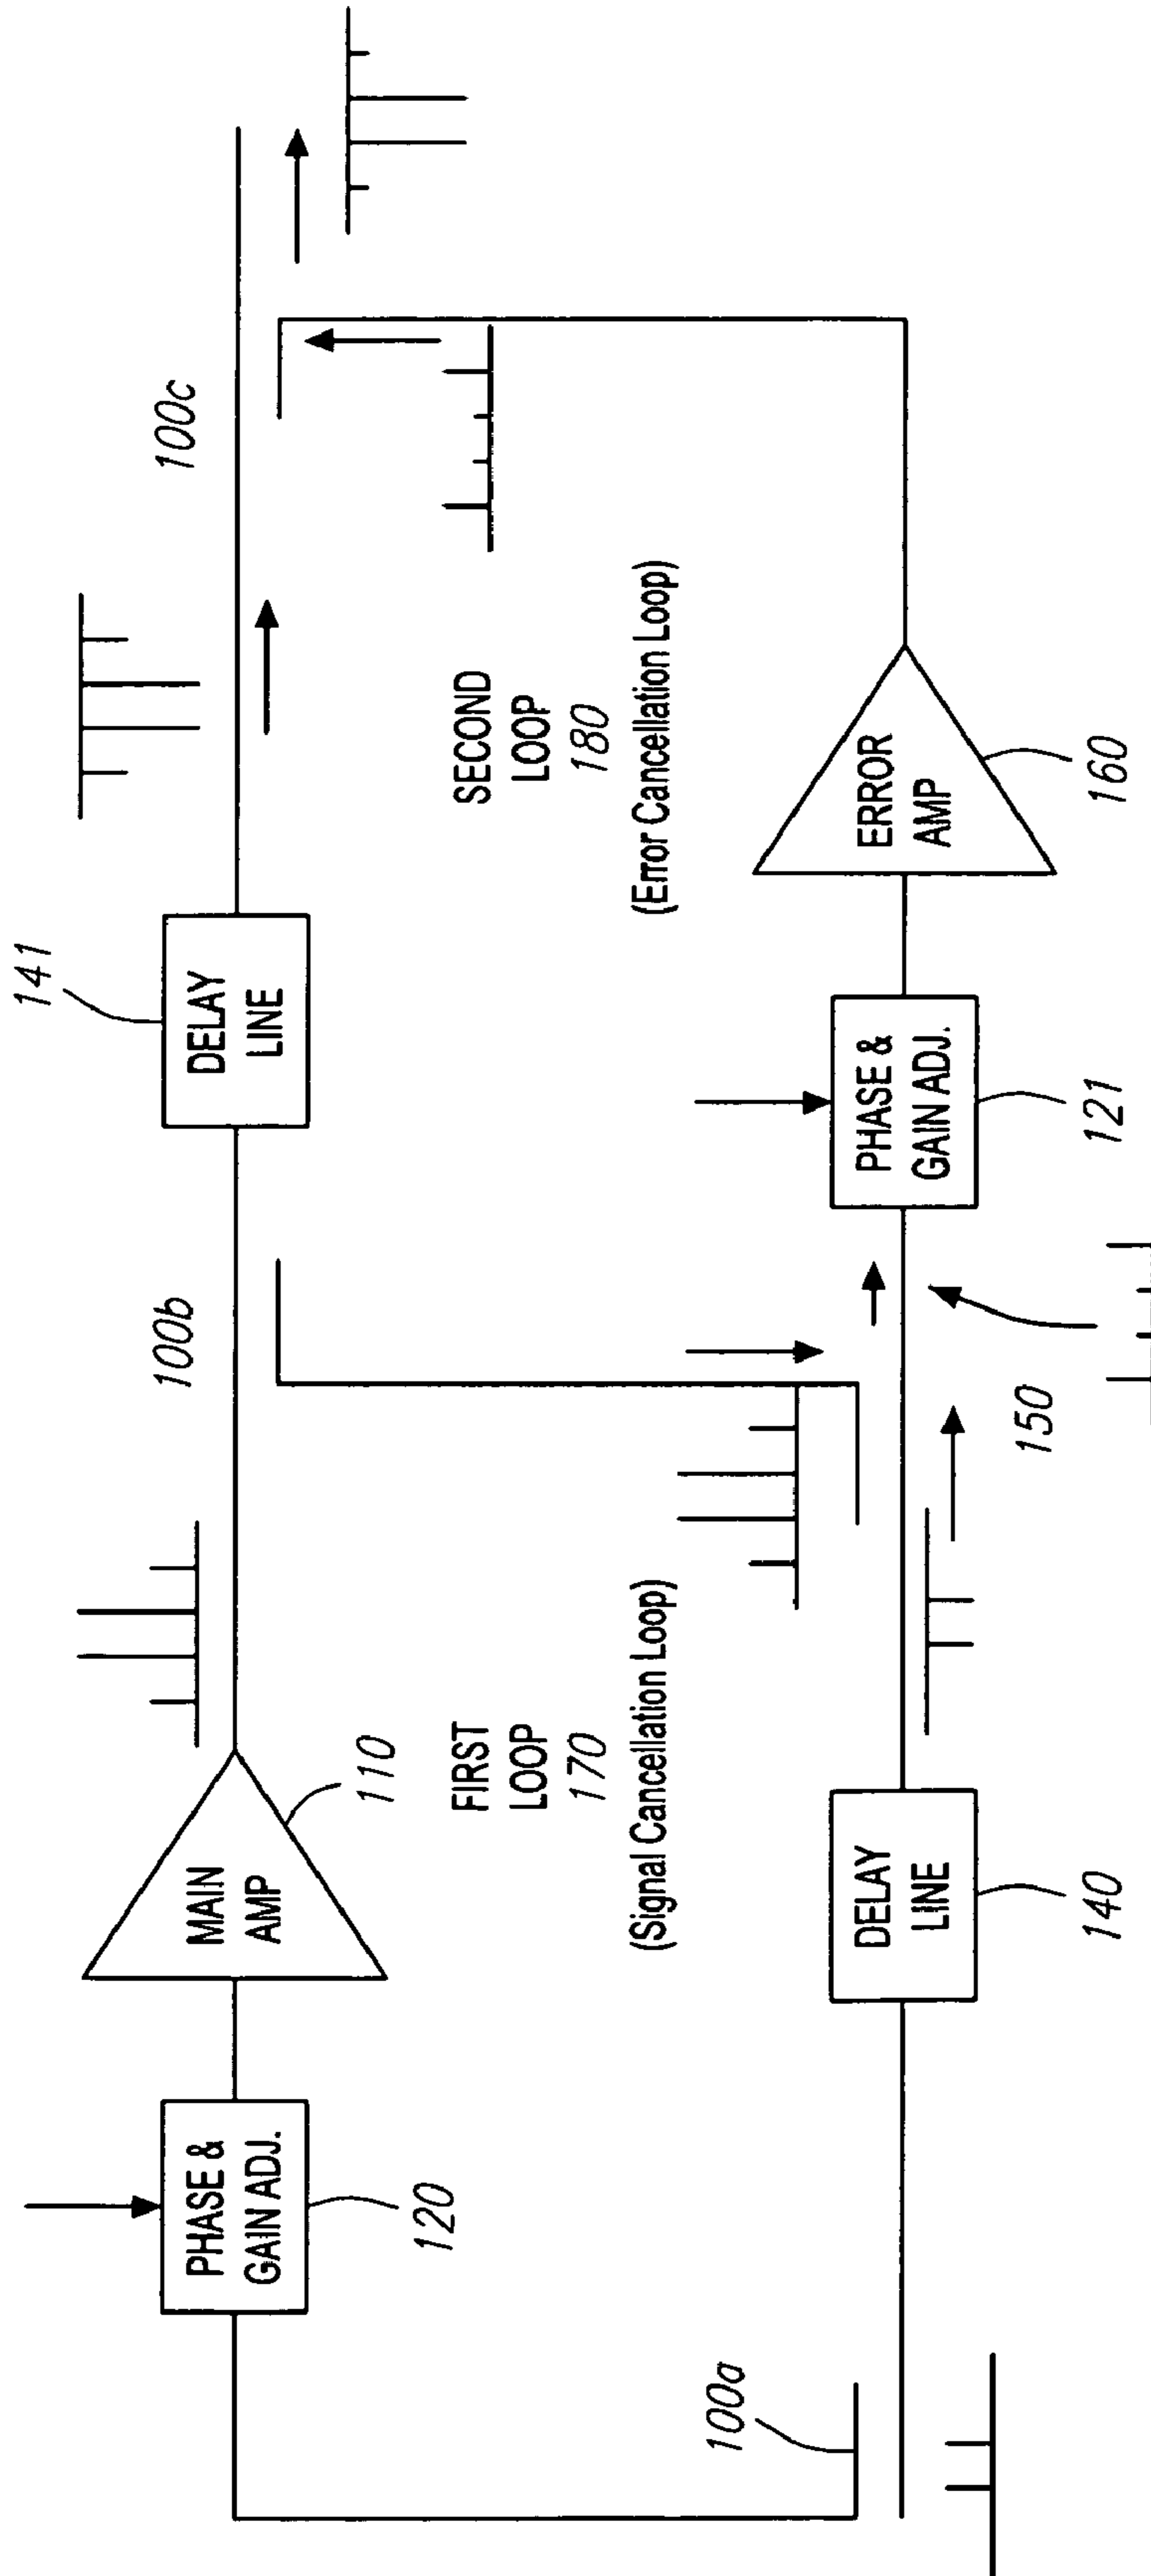 PHASE &
GAIN ADJ.
120
MAIN
AMP
110
100b
DELAY
LINE
141
100c
FIRST
LOOP
170
(Signal Cancellation Loop)
SECOND
LOOP
180
(Error Cancellation Loop)
100a
DELAY
LINE
140
150
PHASE &
GAIN ADJ.
121
ERROR
AMP
160